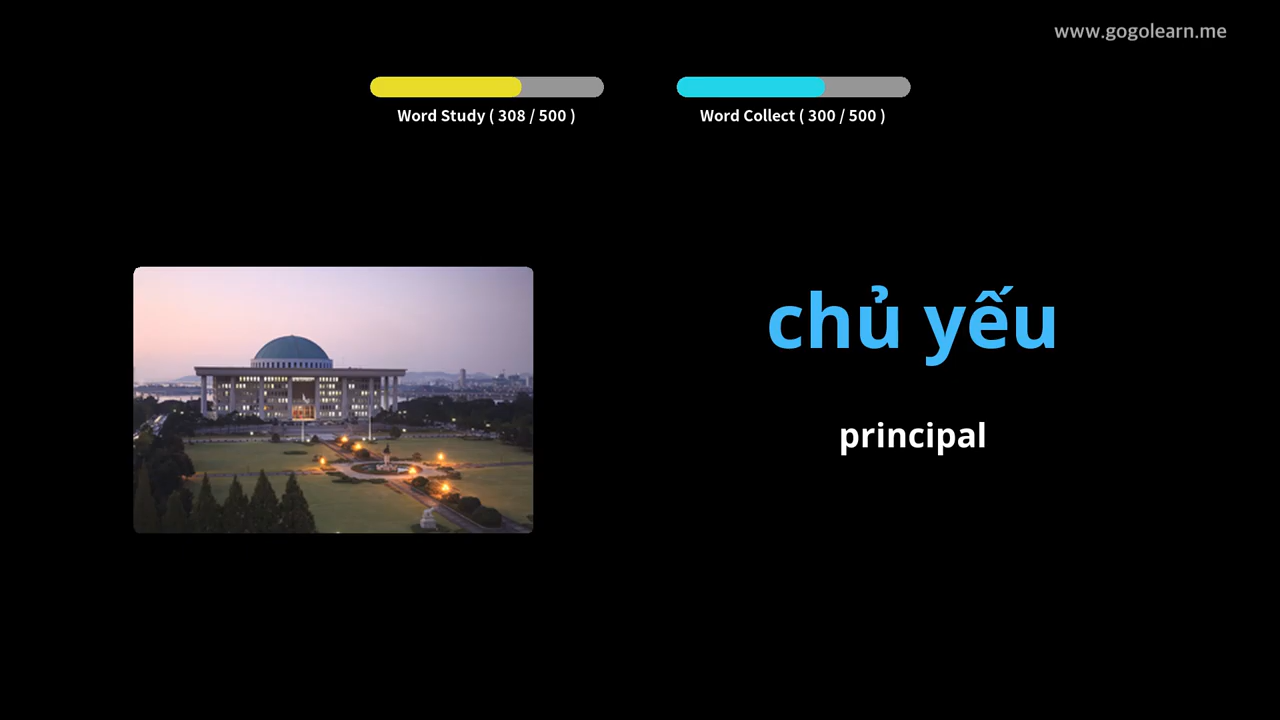 www.gogolearn.me
Word Study ( 308 / 500 )
Word Collect ( 300 / 500 )
chủ yếu
principal